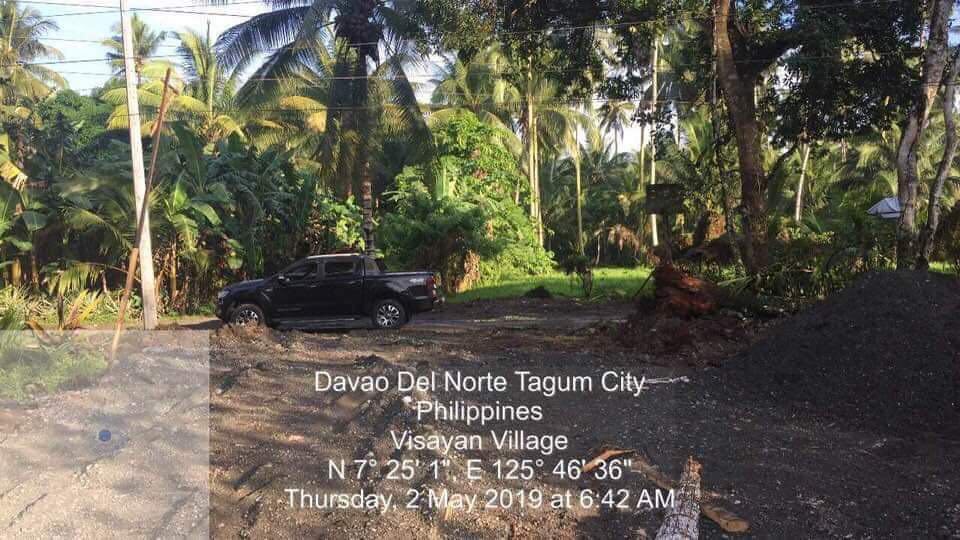 Davao Del Norte Tagum City
Philippines
Visayan Village
N 7° 25' 1", E 125° 46' 36"
Thursday, 2 May 2019 at 6:42 AM